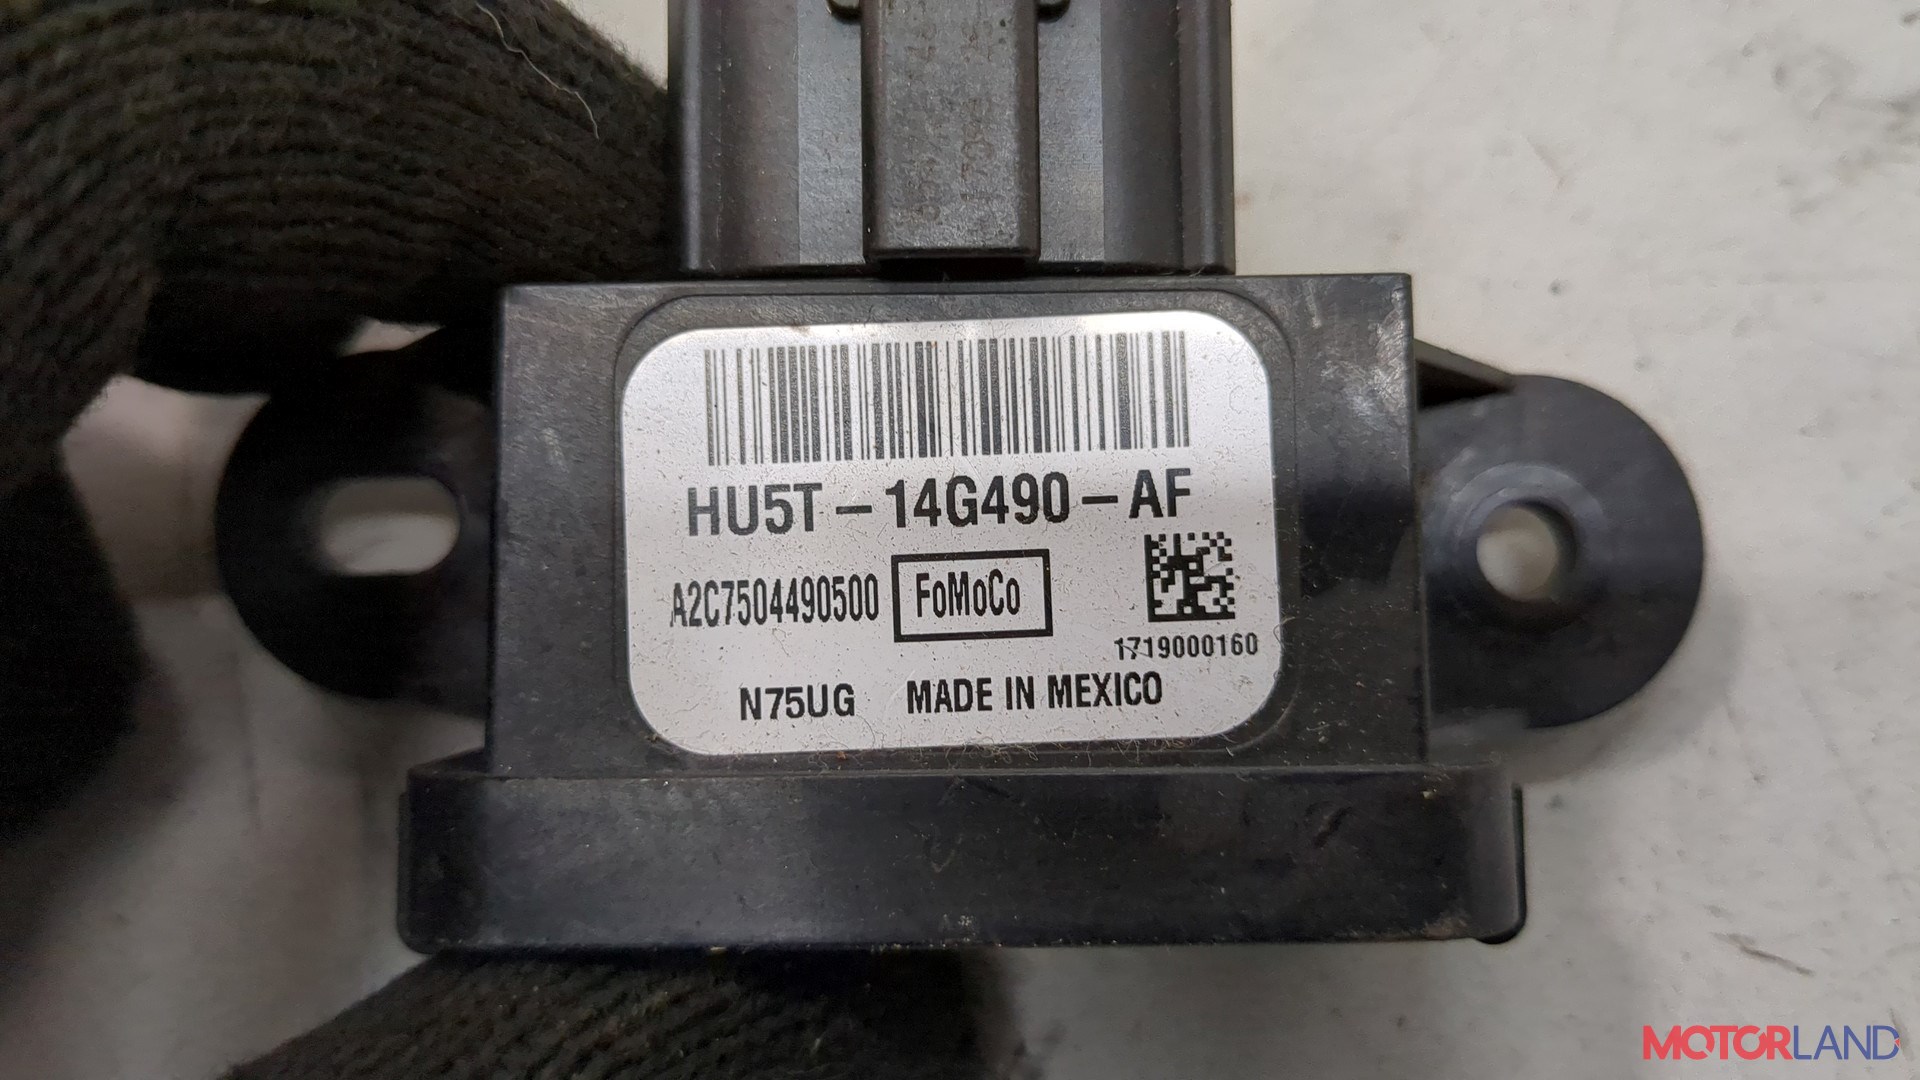 HU5T-14G490-AF
A2C7504490500 FoMoCo
1719000160
N75UG MADE IN MEXICO
MOTORLAND